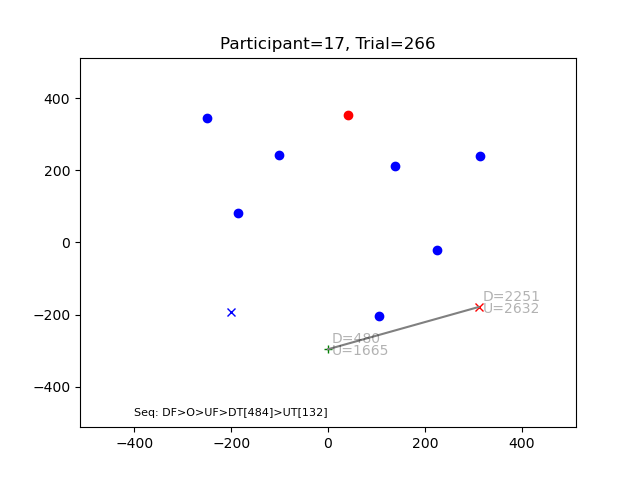 Participant=17, Trial=266
400
200
0
−200
−400
D=2251
U=2632
D=480
U=1665
Seq: DF>O>UF>DT[484]>UT[132]
−400
−200
0
200
400